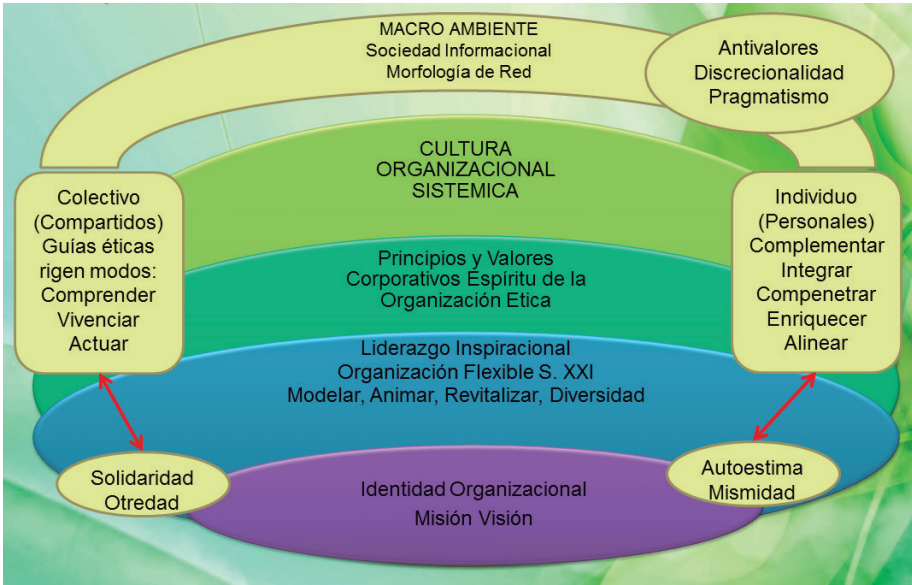 MACRO AMBIENTE
Sociedad Informacional
Morfología de Red
Antivalores
Discrecionalidad
Pragmatismo
CULTURA
ORGANIZACIONAL
SISTEMICA
Colectivo
(Compartidos)
Guías éticas
rigen modos:
Comprender
Vivenciar
Actuar
Individuo
(Personales)
Complementar
Integrar
Compenetrar
Enriquecer
Alinear
Principios y Valores
Corporativos Espíritu de la
Organización Etica
Liderazgo Inspiracional
Organización Flexible S. XXI
Modelar, Animar, Revitalizar, Diversidad
Solidaridad
Otredad
Autoestima
Mismidad
Identidad Organizacional
Misión Visión